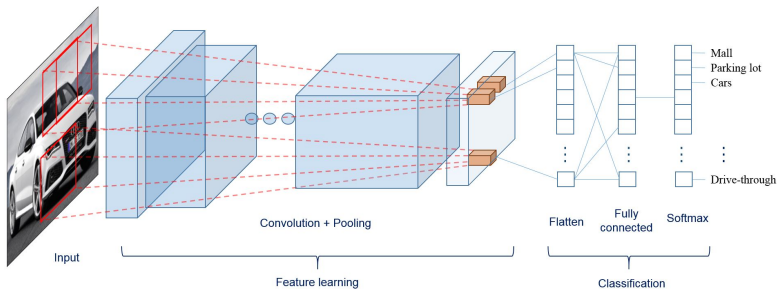 Mall
Parking lot
Cars
Drive-through
Convolution + Pooling
Flatten
Fully
connected
Softmax
Input
Feature learning
Classification